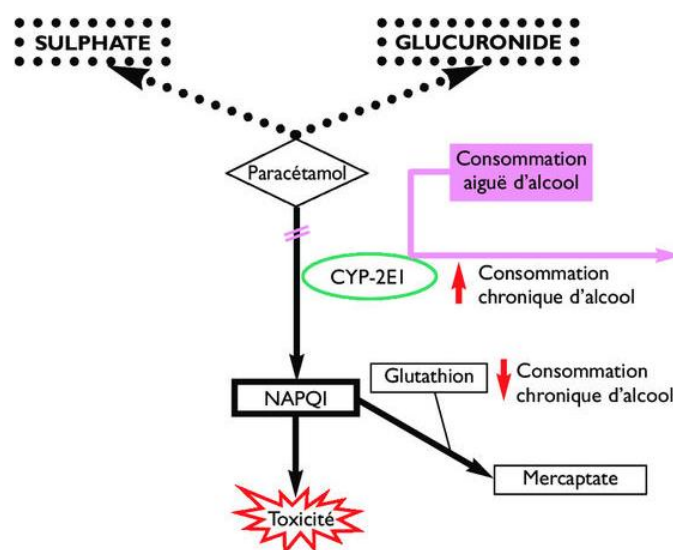 SULPHATE
GLUCURONIDE
Paracétamol
Consommation
aiguë d'alcool
CYP-2E1
Consommation
chronique d'alcool
Glutathion
Consommation
chronique d'alcool
NAPQI
Mercaptate
Toxicité